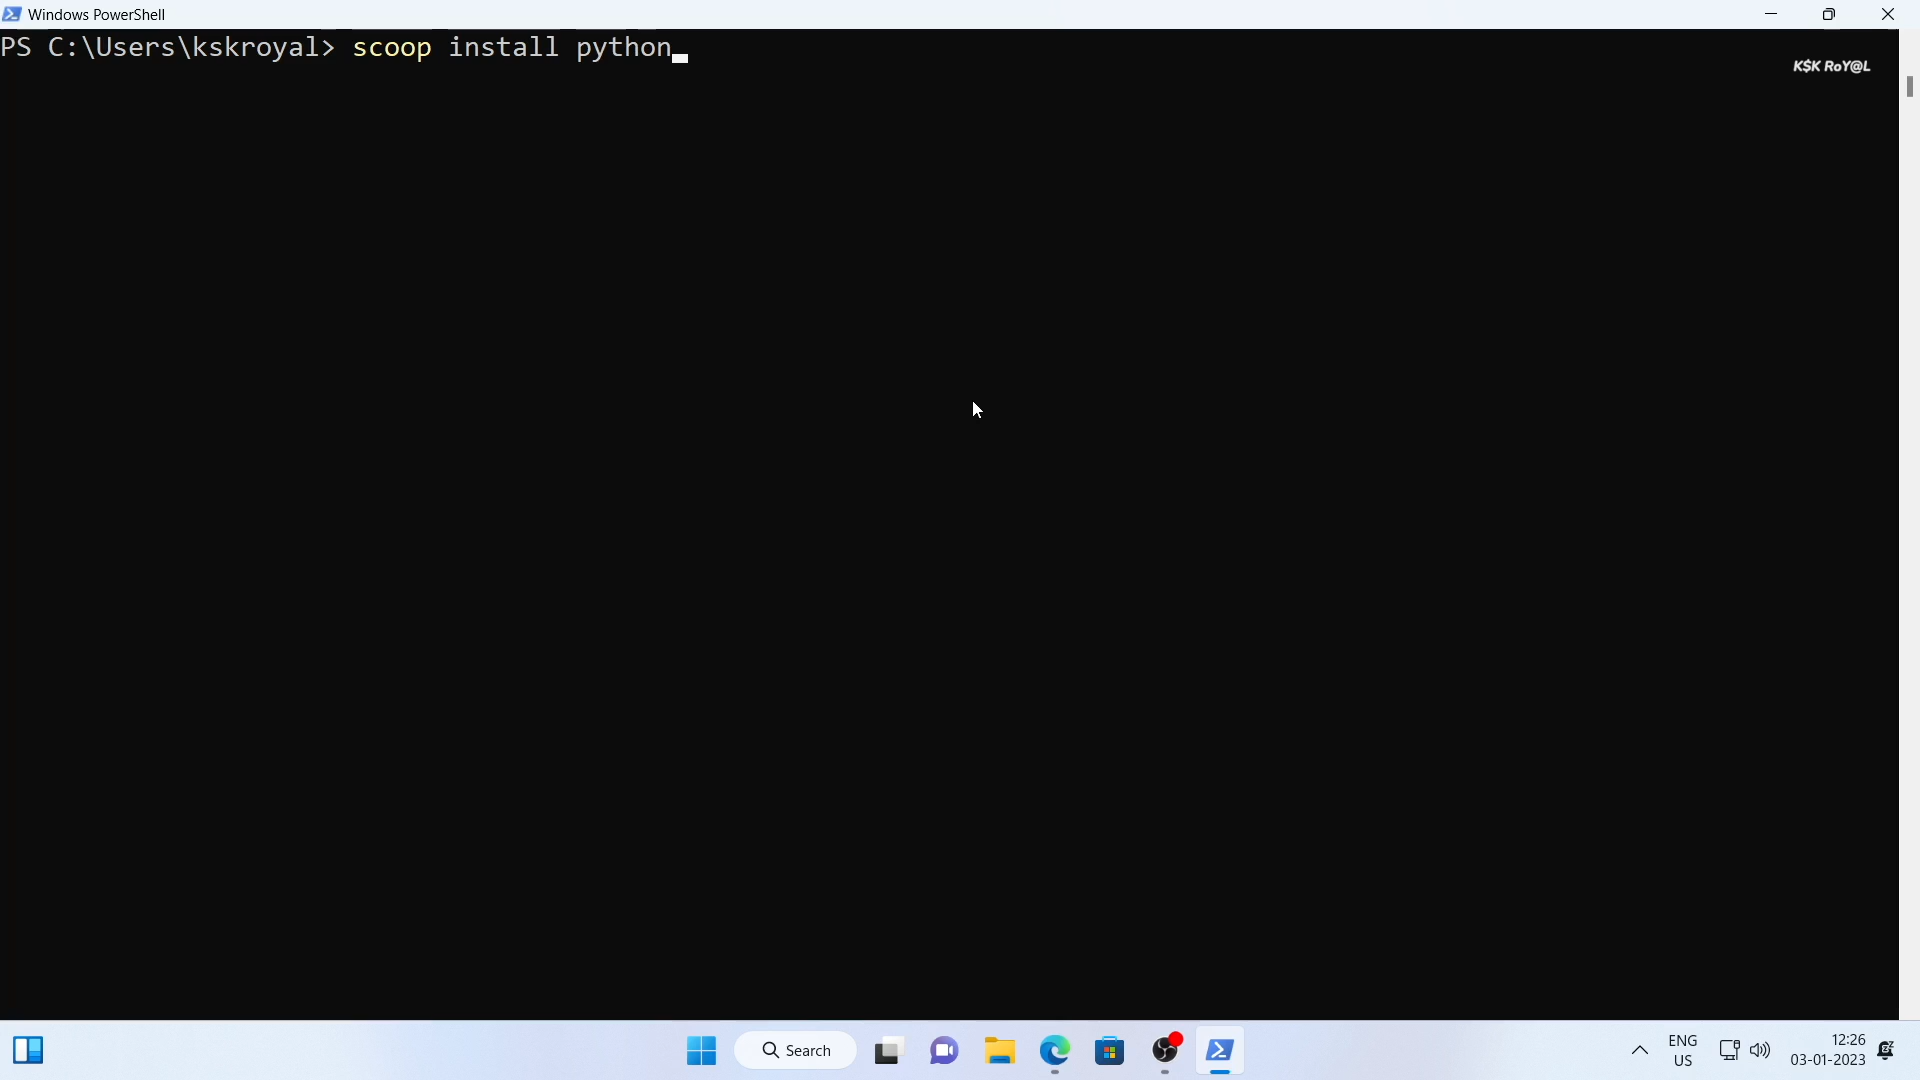 Windows PowerShell
PS C:\Users\kskroyal> scoop install python
K$K RoY@L
Search
ENG
US
12:26
03-01-2023